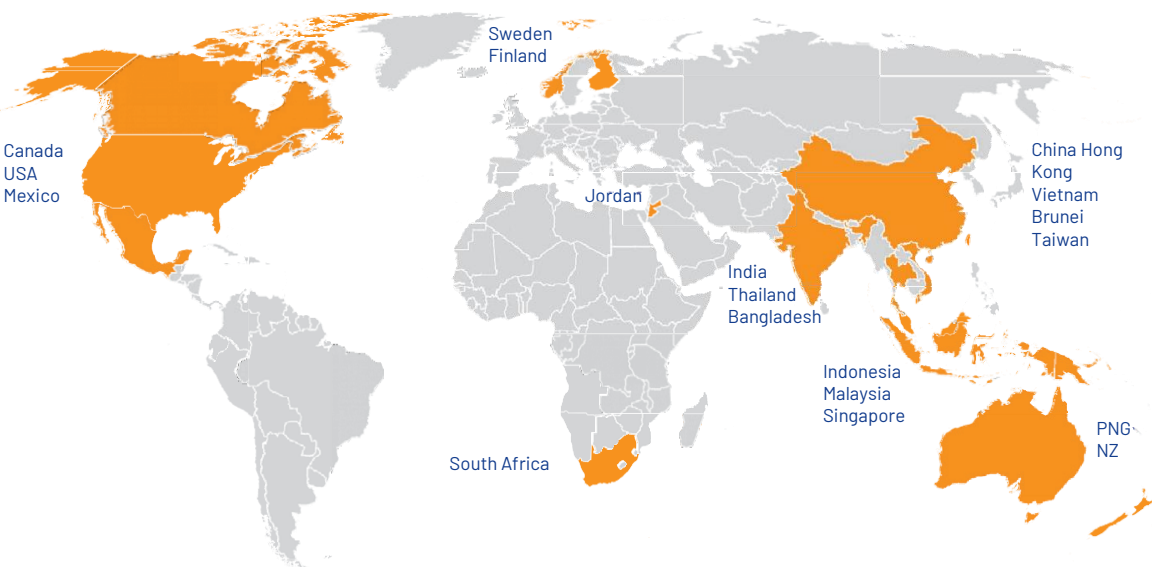 Sweden
Finland
Canada
USA
Mexico
China Hong
Kong
Vietnam
Brunei
Taiwan
Jordan
India
Thailand
Bangladesh
Indonesia
Malaysia
Singapore
PNG
NZ
South Africa